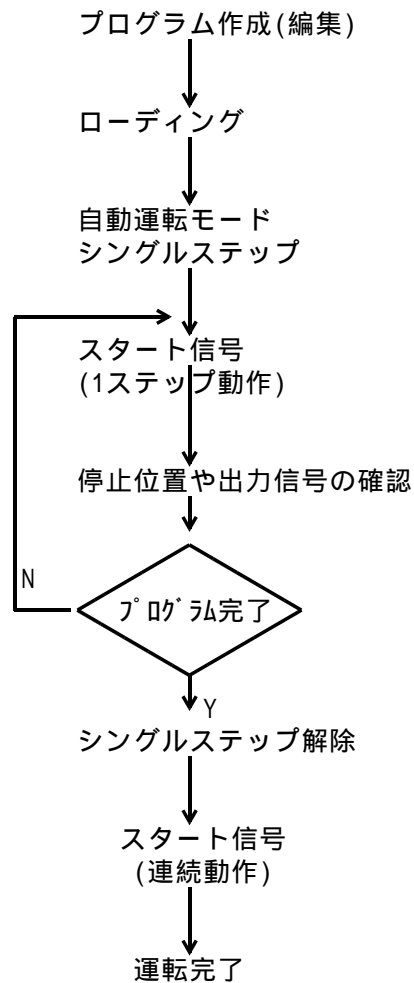 プログラム作成(編集)
ローディング
自動運転モード
シングルステップ
スタート信号
(1ステップ動作)
停止位置や出力信号の確認
N
ﾌﾟﾛｸﾞﾗﾑ完了
Y
シングルステップ解除
スタート信号
(連続動作)
運転完了